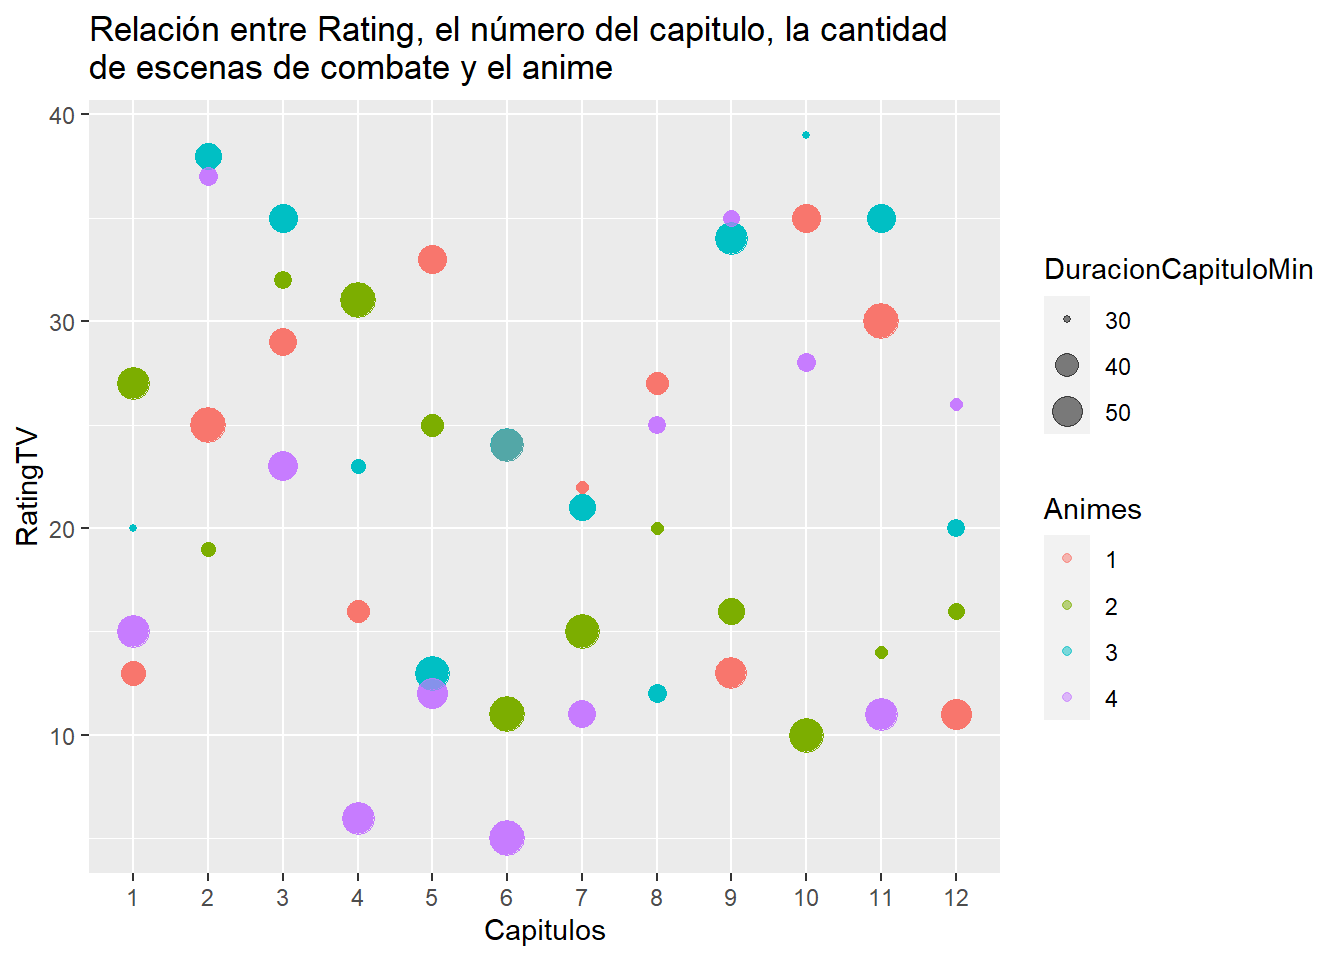 Relación entre Rating, el número del capitulo, la cantidad
de escenas de combate y el anime
40
30
20
10
RatingTV
1 2 3 4 5 6 7 8 9 10 11 12
Capitulos
DuracionCapituloMin
30
40
50
Animes
1
2
3
4